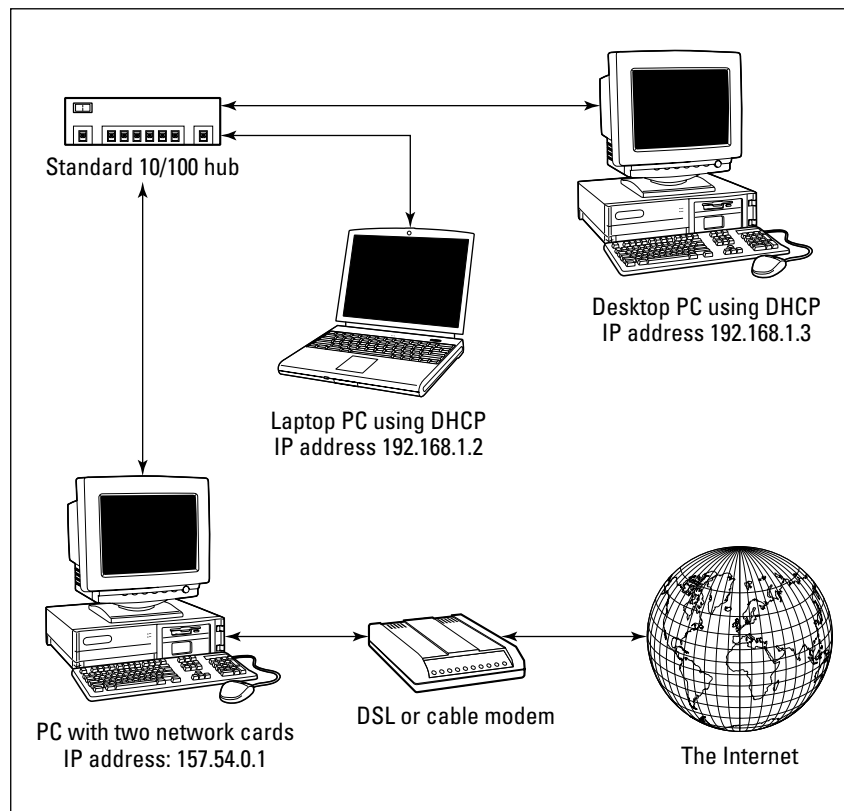 Standard 10/100 hub
Desktop PC using DHCP
IP address 192.168.1.3
Laptop PC using DHCP
IP address 192.168.1.2
PC with two network cards
IP address: 157.54.0.1
DSL or cable modem
The Internet